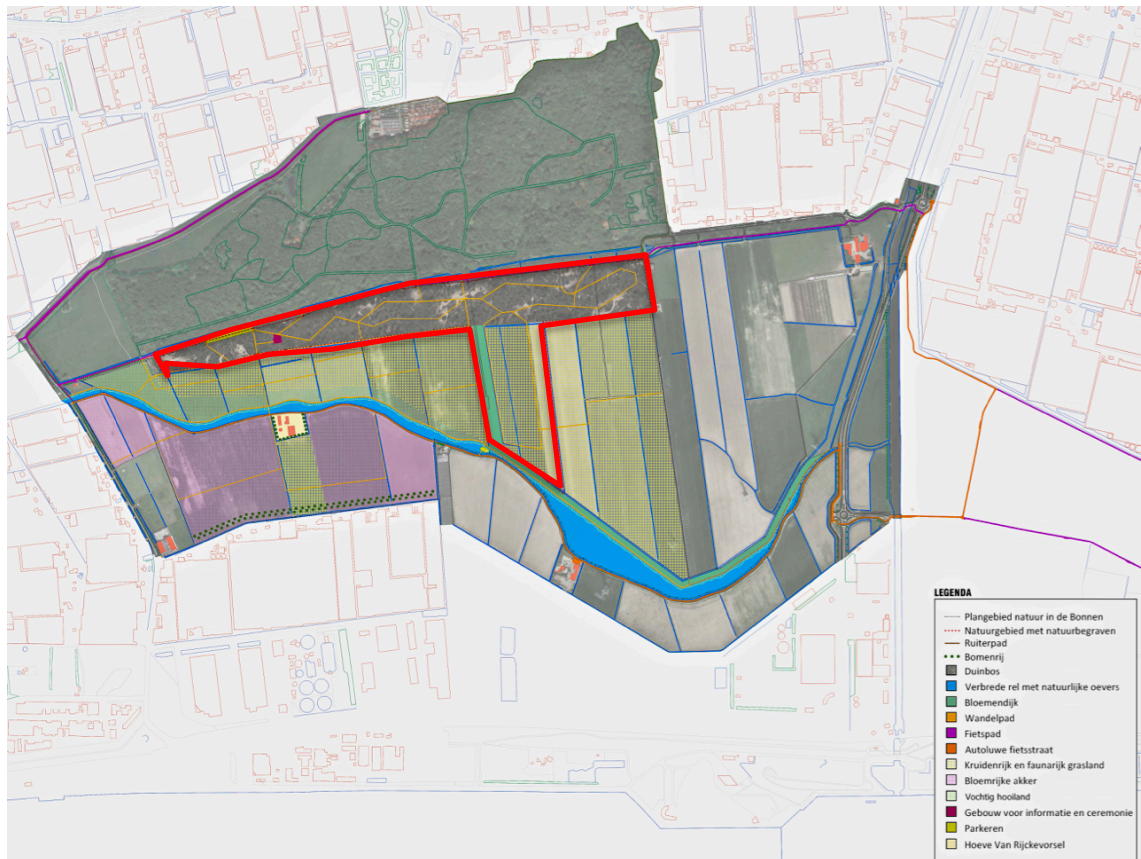 LEGENDA
Plangebied natuur in de Bonnen
Natuurgebied met natuurbegraven
Ruiterpad
Bomenrij
Duinbos
Verbrede rel met natuurlijke oevers
Bloemendijk
Wandelpad
Fietspad
Autoluwe fietsstraat
Kruidenrijk en faunarijk grasland
Bloemrijke akker
Vochtig hooiland
Gebouw voor informatie en ceremonie
Parkeren
Hoeve Van Rijckevorsel